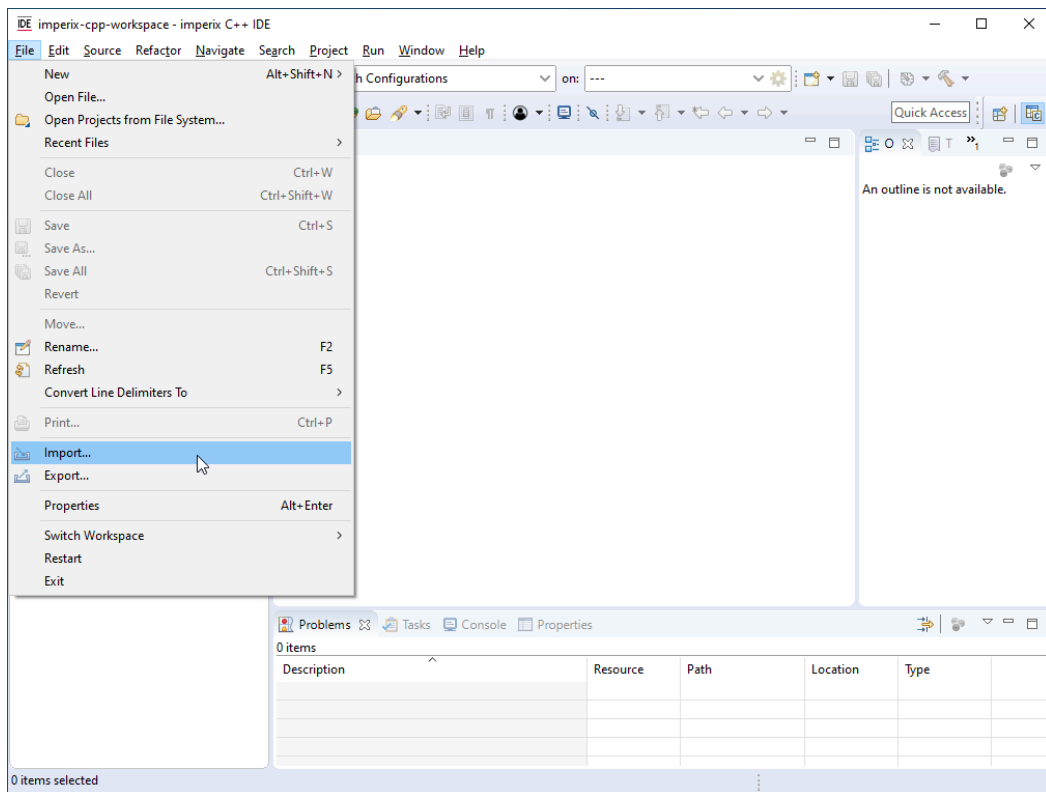 IDE imperix-cpp-workspace - imperix C++ IDE
File Edit Source Refactor Navigate Search Project Run Window Help
New Alt+Shift+N >
h Configurations on: ---
Open File...
Open Projects from File System...
Quick Access
Recent Files >
O T »1
Close Ctrl+W
Close All Ctrl+Shift+W
An outline is not available.
Save Ctrl+S
Save As...
Save All Ctrl+Shift+S
Revert
Move...
Rename... F2
Refresh F5
Convert Line Delimiters To >
Print... Ctrl+P
Import...
Export...
Properties Alt+Enter
Switch Workspace >
Restart
Exit
Problems Tasks Console Properties
0 items
Description Resource Path Location Type
0 items selected